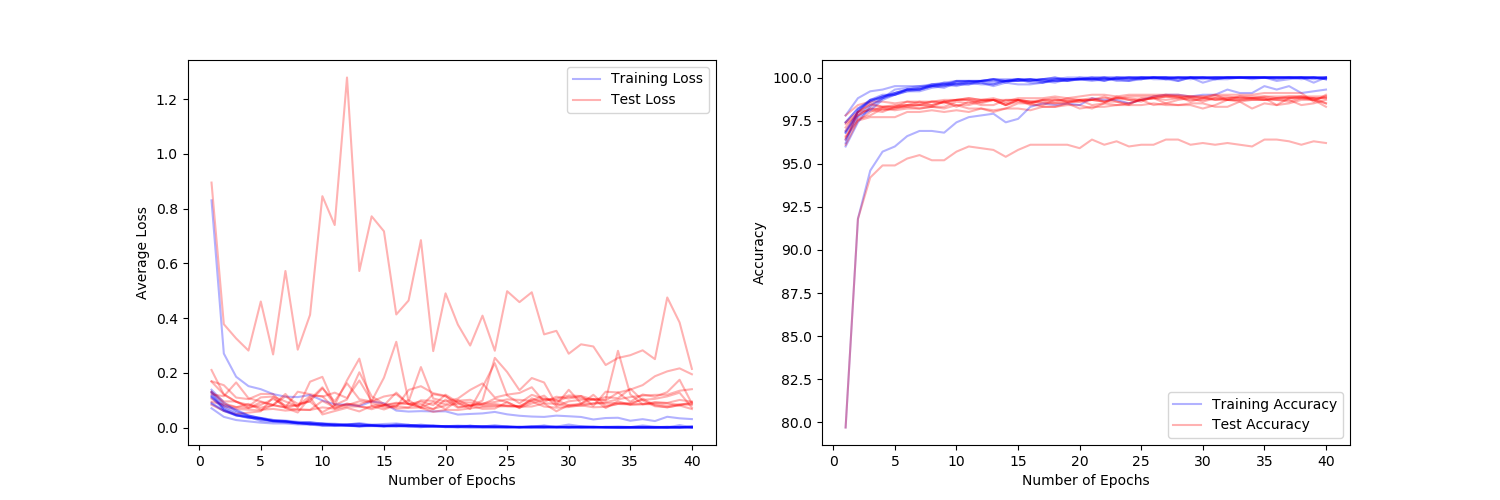 1.2
1.0
0.8
0.6
0.4
0.2
0.0
Average Loss
0 5 10 15 20 25 30 35 40
Number of Epochs
Training Loss
Test Loss
100.0
97.5
95.0
92.5
90.0
87.5
85.0
82.5
80.0
Accuracy
0 5 10 15 20 25 30 35 40
Number of Epochs
Training Accuracy
Test Accuracy